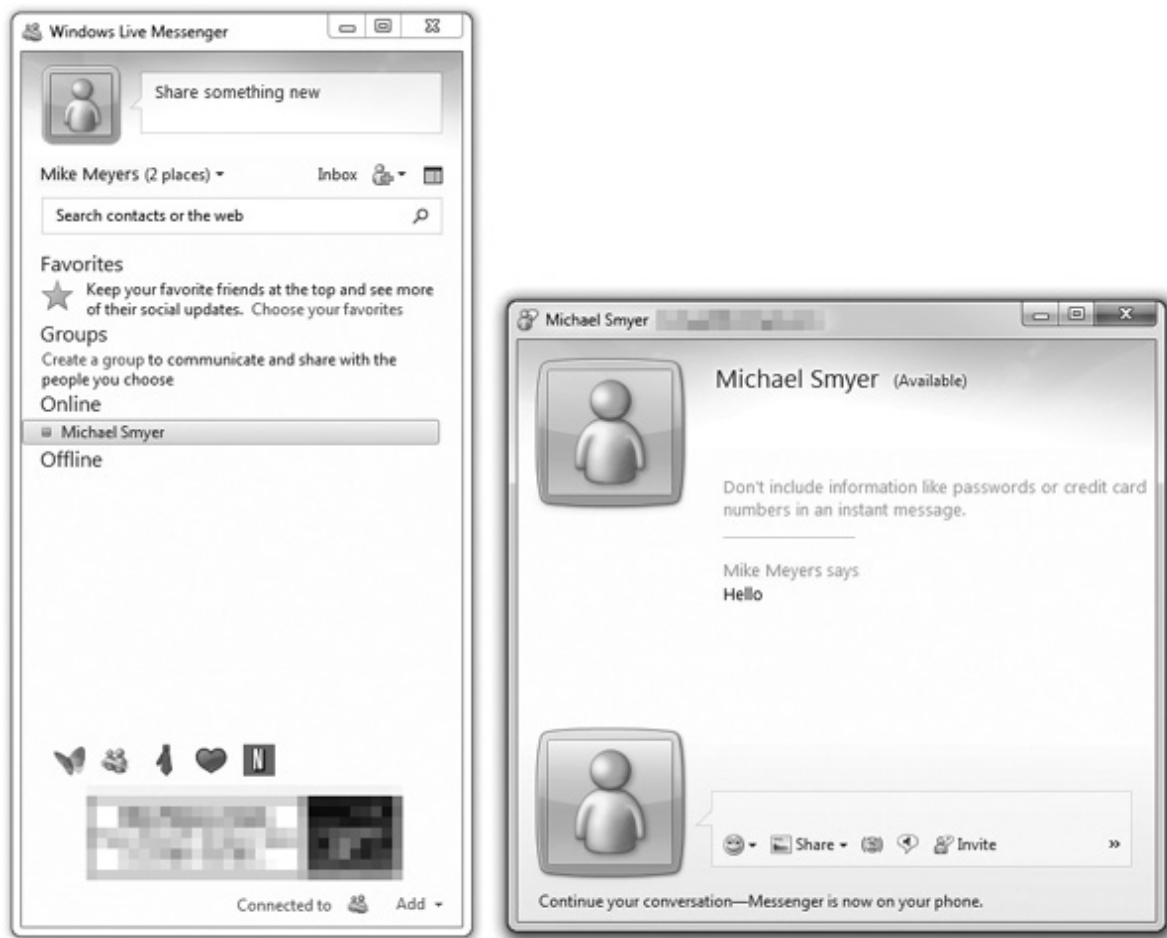 Windows Live Messenger
Share something new
Mike Meyers (2 places)
Inbox
Search contacts or the web
Favorites
Keep your favorite friends at the top and see more
of their social updates. Choose your favorites
Groups
Create a group to communicate and share with the
people you choose
Online
Michael Smyer
Offline
N
Connected to
Add
Michael Smyer
Michael Smyer (Available)
Don't include information like passwords or credit card
numbers in an instant message.
Mike Meyers says
Hello
Share
Invite
»
Continue your conversation—Messenger is now on your phone.